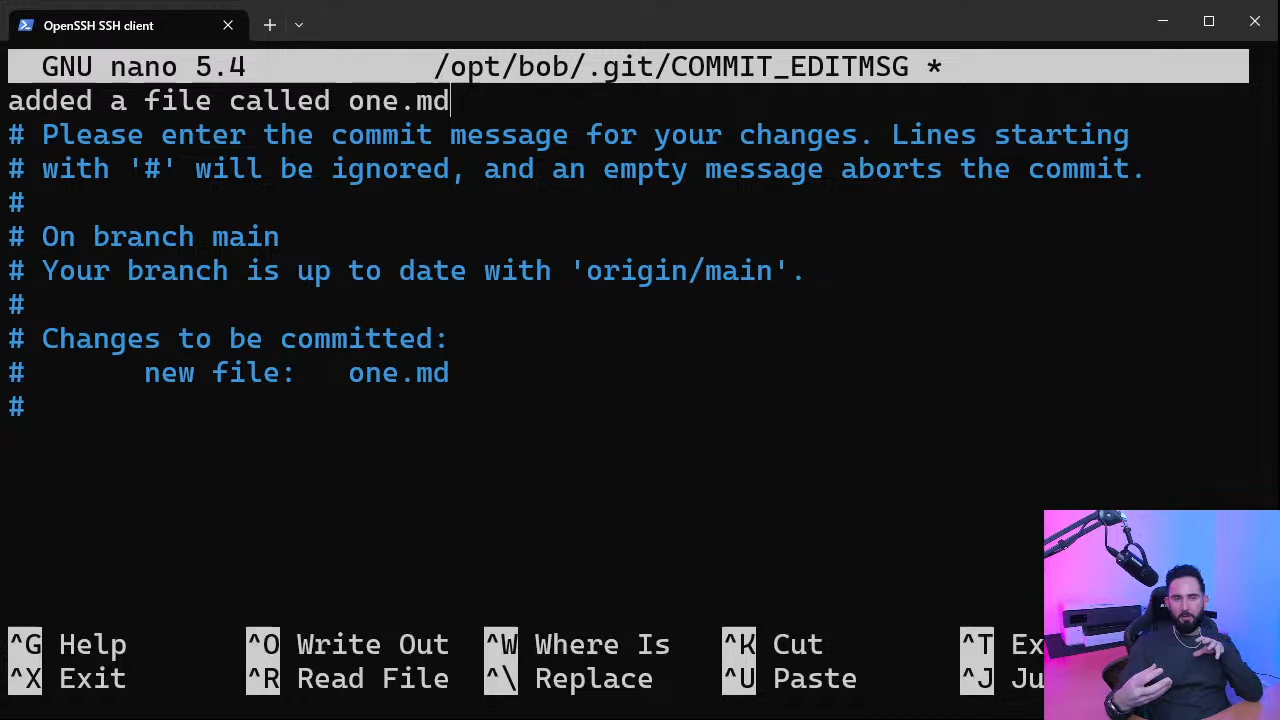 OpenSSH SSH client
GNU nano 5.4 /opt/bob/.git/COMMIT_EDITMSG *
added a file called one.md
# Please enter the commit message for your changes. Lines starting
# with '#' will be ignored, and an empty message aborts the commit.
#
# On branch main
# Your branch is up to date with 'origin/main'.
#
# Changes to be committed:
# new file: one.md
#
^G Help ^O Write Out ^W Where Is ^K Cut ^T Ex
^X Exit ^R Read File ^\ Replace ^U Paste ^J Ju